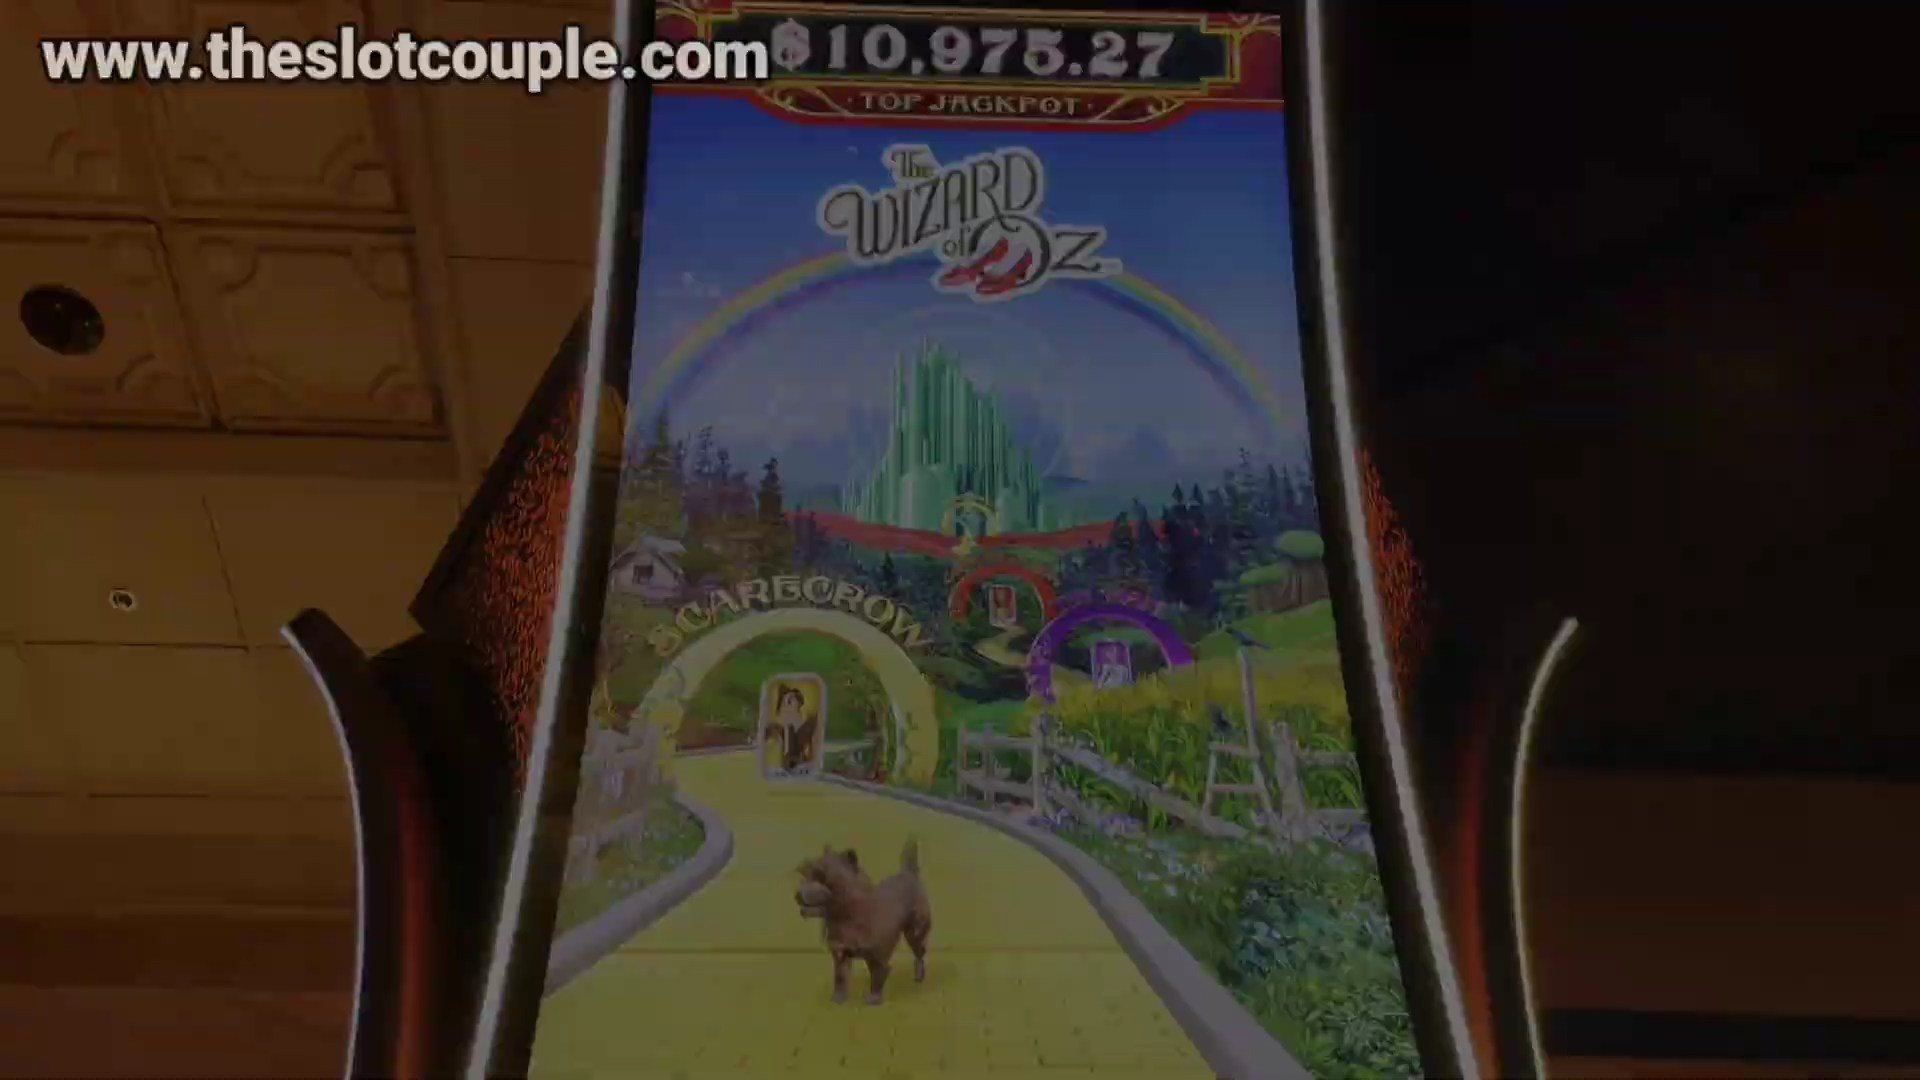 www.theslotcouple.com
$10,975.27
TOP JACKPOT
The
WIZARD
of OZ
SCARECROW